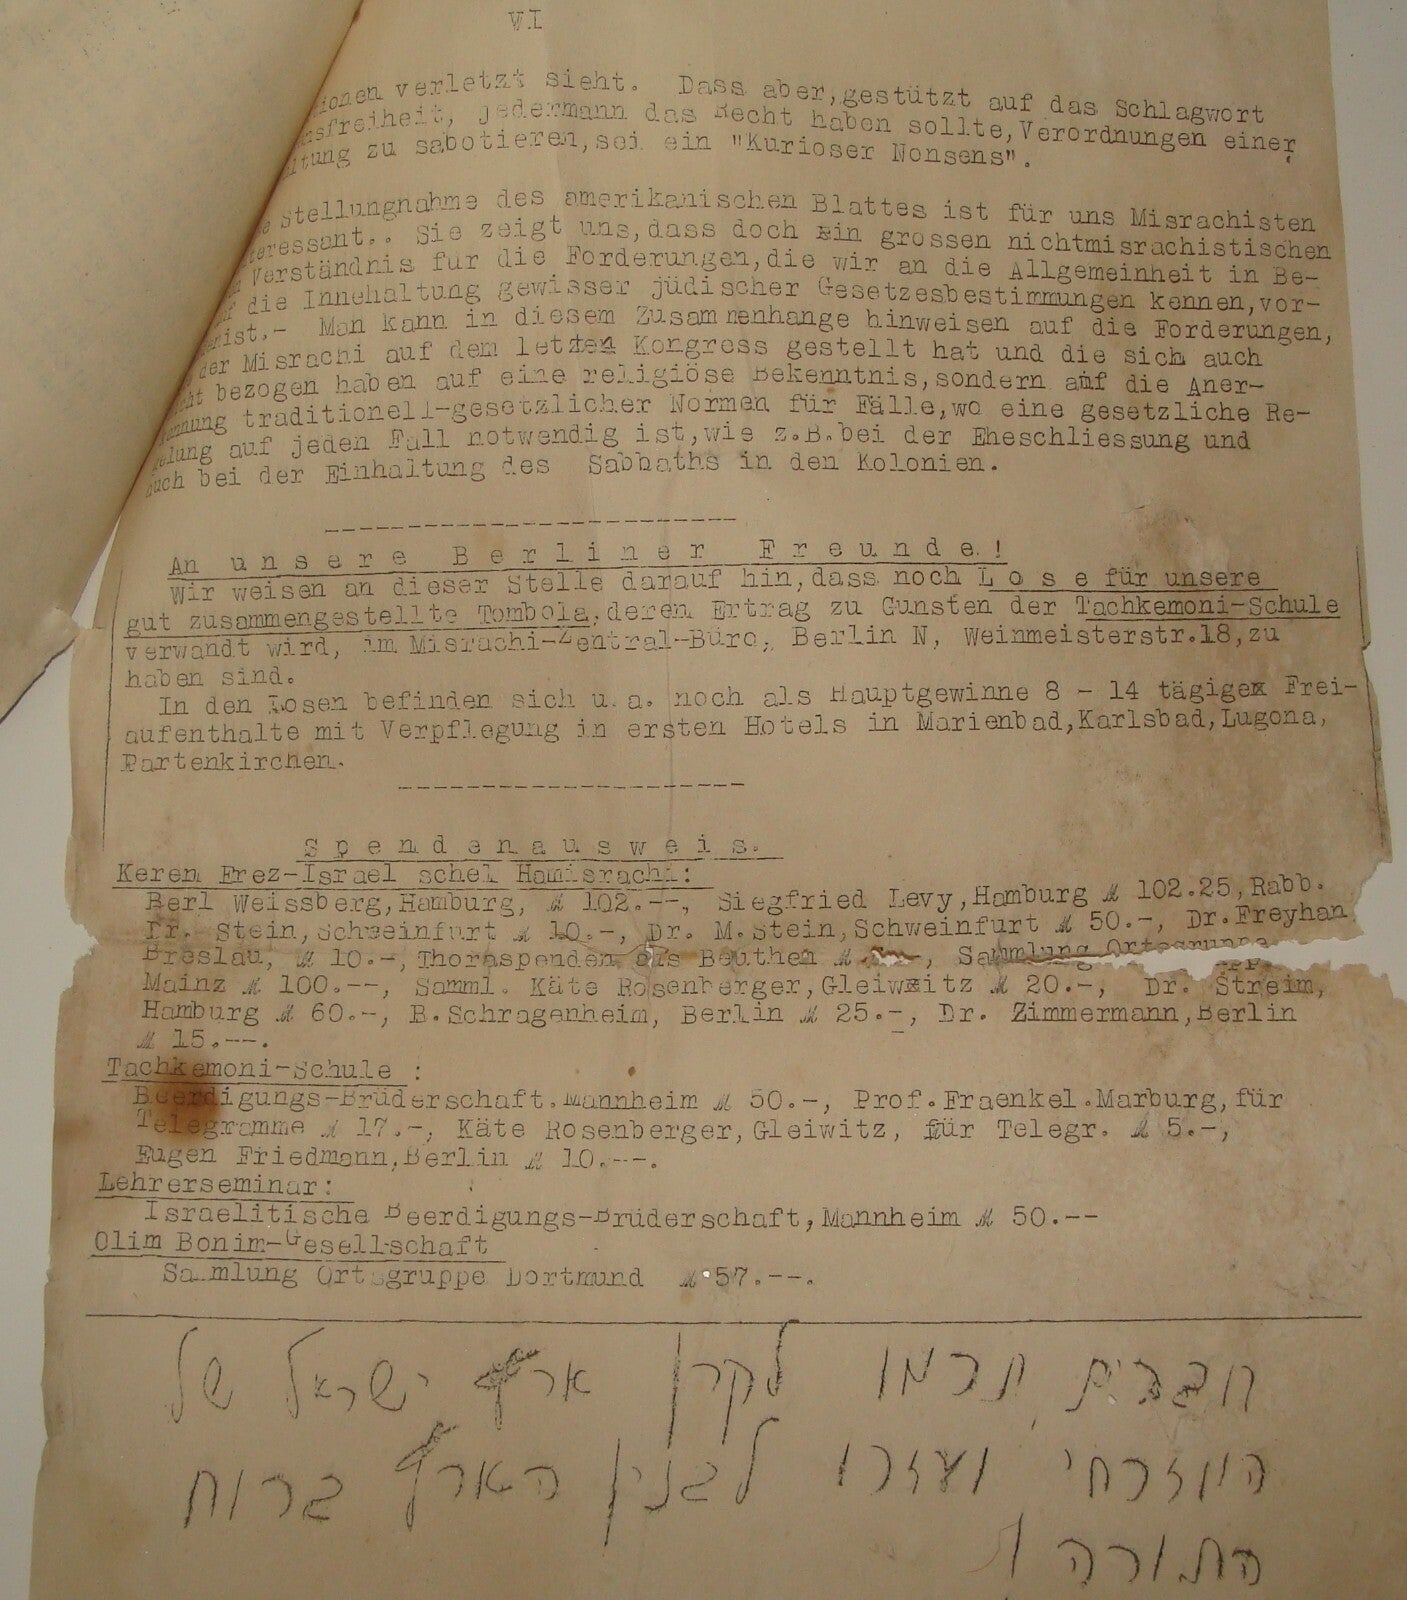 VI
ionen verletzt sieht. Dass aber, gestützt auf das Schlagwort
nsfreiheit, jedermann das Recht haben sollte, Verordnungen einer
ltung zu sabotieren, sei ein "Kurioser Nonsens".
e Stellungnahme des amerikanischen Blattes ist für uns Misrachisten
teressant.. Sie zeigt uns, dass doch ein grossen nichtmisrachistischen
n Verständnis für die Forderungen, die wir an die Allgemeinheit in Be-
f die Innehaltung gewisser jüdischer Gesetzesbestimmungen kennen, vor-
ist.- Man kann in diesem Zusammenhange hinweisen auf die Forderungen,
der Misrachi auf dem letzten Kongress gestellt hat und die sich auch
ht bezogen haben auf eine religiöse Bekenntnis, sondern auf die Aner-
ennung traditionell-gesetzlicher Normen für Fälle, wo eine gesetzliche Re-
gelung auf jeden Fall notwendig ist, wie z.B. bei der Eheschliessung und
auch bei der Einhaltung des Sabbaths in den Kolonien.
An unsere Berliner Freunde!
Wir weisen an dieser Stelle darauf hin, dass noch Lose für unsere
gut zusammengestellte Tombola, deren Ertrag zu Gunsten der Tachkemoni-Schule
verwandt wird, im Misrachi-Zentral-Büro, Berlin N, Weinmeisterstr.18, zu
haben sind.
In den Losen befinden sich u.a. noch als Hauptgewinne 8 - 14 tägigex Frei-
aufenthalte mit Verpflegung in ersten Hotels in Marienbad, Karlsbad, Lugona,
Partenkirchen.
Spendenausweis.
Keren Erez-Israel schel Hamisrachi:
Berl Weissberg, Hamburg, M 102.--, Siegfried Levy, Hamburg M 102.25, Rabb.
Dr. Stein, Schweinfurt M 10.-, Dr. M. Stein, Schweinfurt M 50.-, Dr. Freyhan
Breslau, M 10.-, Thoraspenden aus Beuthen M Sammlung Ortsgruppe
Mainz M 100.--, Samml. Käte Rosenberger, Gleiwitz M 20.-, Dr. Streim,
Hamburg M 60.-, B. Schragenheim, Berlin M 25.-, Dr. Zimmermann, Berlin
M 15.--.
Tachkemoni-Schule :
Beerdigungs-Brüderschaft. Mannheim M 50.-, Prof. Fraenkel. Marburg, für
Telegramme M 17.-, Käte Rosenberger, Gleiwitz, für Telegr. M 5.-,
Eugen Friedmann, Berlin M 10.--.
Lehrerseminar:
Israelitische Beerdigungs-Brüderschaft, Mannheim M 50.--
Olim Bonim-Gesellschaft
Sammlung Ortsgruppe Dortmund M 57.--.
חברים תרמו לקרן ארץ ישראל של
המזרחי ועזרו לבנין הארץ ברוח
התורה !